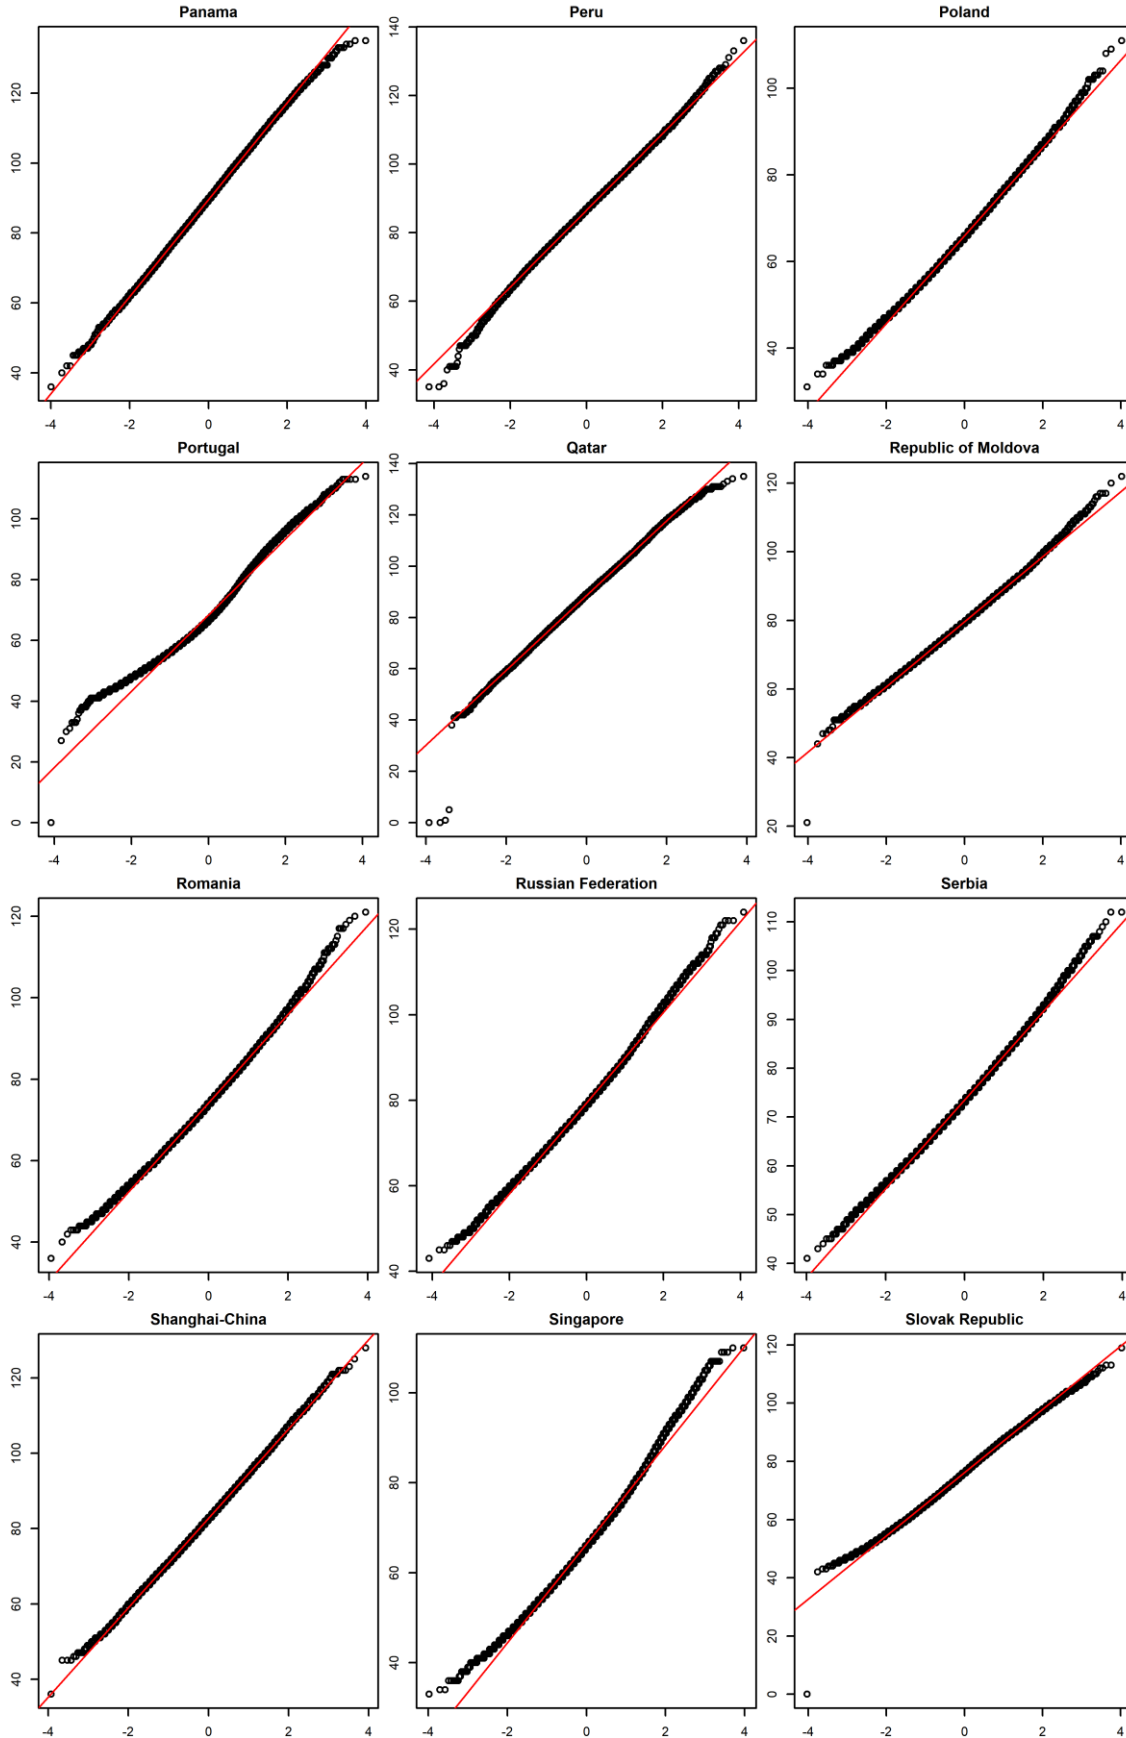 Panama Peru Poland
40 60 80 100 120
-4 -2 0 2 4
40 60 80 100 120 140
-4 -2 0 2 4
40 60 80 100
-4 -2 0 2 4
Portugal Qatar Republic of Moldova
0 20 40 60 80 100
-4 -2 0 2 4
0 20 40 60 80 100 120 140
-4 -2 0 2 4
20 40 60 80 100 120
-4 -2 0 2 4
Romania Russian Federation Serbia
40 60 80 100 120
-4 -2 0 2 4
40 60 80 100 120
-4 -2 0 2 4
40 50 60 70 80 90 100 110
-4 -2 0 2 4
Shanghai-China Singapore Slovak Republic
40 60 80 100 120
-4 -2 0 2 4
40 60 80 100
-4 -2 0 2 4
0 20 40 60 80 100 120
-4 -2 0 2 4